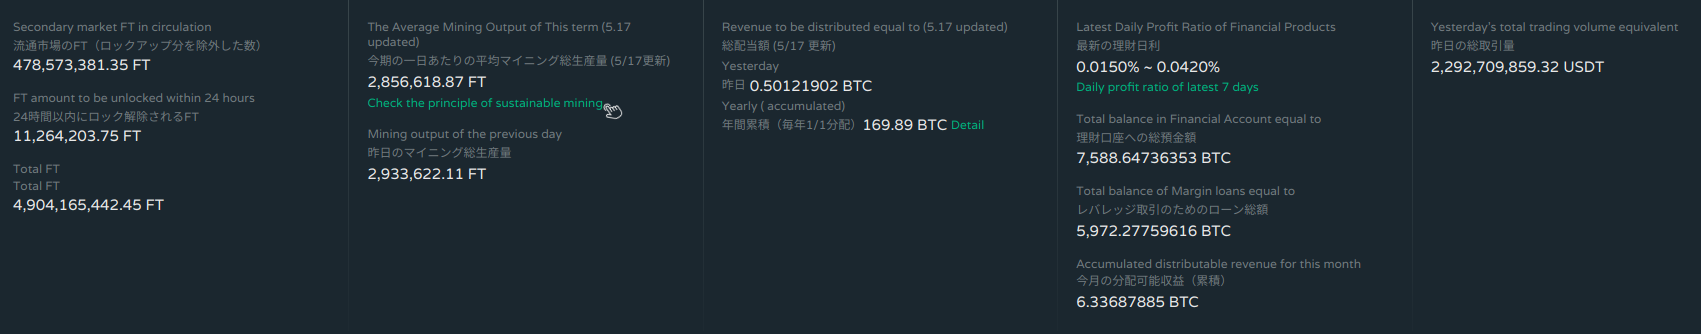 Secondary market FT in circulation
流通市場のFT（ロックアップ分を除外した数）
478,573,381.35 FT
FT amount to be unlocked within 24 hours
24時間以内にロック解除されるFT
11,264,203.75 FT
Total FT
Total FT
4,904,165,442.45 FT
The Average Mining Output of This term (5.17
updated)
今期の一日あたりの平均マイニング総生産量 (5/17更新)
2,856,618.87 FT
Check the principle of sustainable mining
Mining output of the previous day
昨日のマイニング総生産量
2,933,622.11 FT
Revenue to be distributed equal to (5.17 updated)
総配当額 (5/17 更新)
Yesterday
昨日 0.50121902 BTC
Yearly ( accumulated)
年間累積（毎年1/1分配）169.89 BTC Detail
Latest Daily Profit Ratio of Financial Products
最新の理財日利
0.0150% ~ 0.0420%
Daily profit ratio of latest 7 days
Total balance in Financial Account equal to
理財口座への総預金額
7,588.64736353 BTC
Total balance of Margin loans equal to
レバレッジ取引のためのローン総額
5,972.27759616 BTC
Accumulated distributable revenue for this month
今月の分配可能収益（累積）
6.33687885 BTC
Yesterday's total trading volume equivalent
昨日の総取引量
2,292,709,859.32 USDT